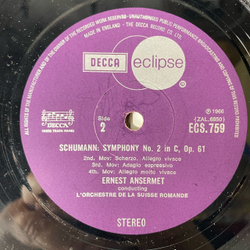 DECCA
eclipse
MADE IN ENGLAND
THE DECCA RECORD CO.
Side
2
(ZAL.8850)
℗ 1966
ECS.759
SCHUMANN: SYMPHONY No. 2 in C, Op. 61
2nd. Mov: Scherzo. Allegro vivace
3rd. Mov: Adagio espressivo
4th. Mov: Allegro molto vivace
ERNEST ANSERMET
conducting
L'ORCHESTRE DE LA SUISSE ROMANDE
STEREO